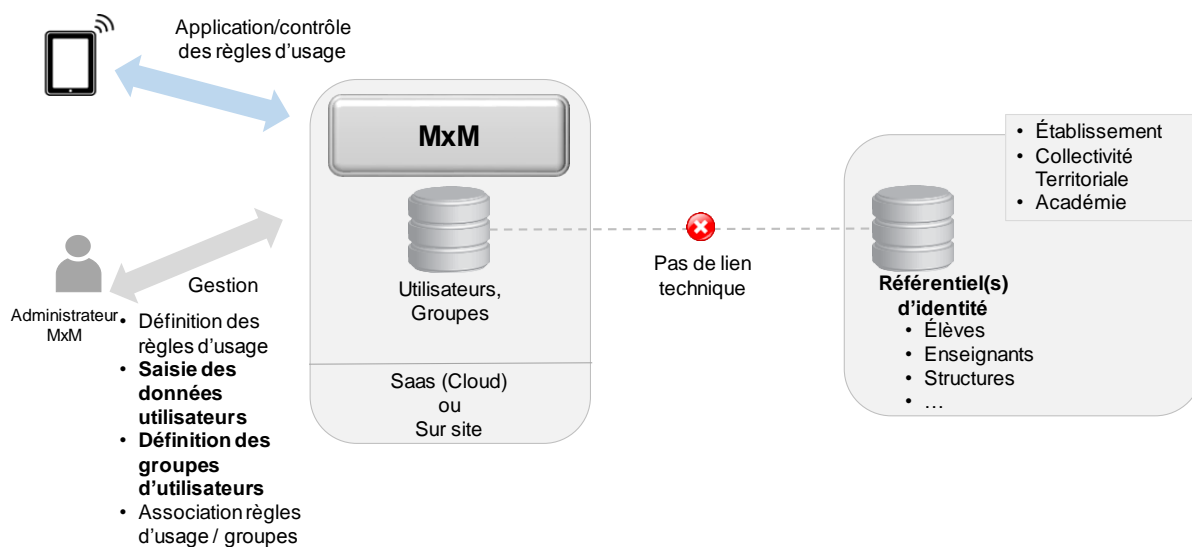 Application/contrôle
des règles d'usage
MxM
Utilisateurs,
Groupes
Saas (Cloud)
ou
Sur site
Administrateur
MxM
Gestion
• Définition des
règles d'usage
• Saisie des
données
utilisateurs
• Définition des
groupes
d'utilisateurs
• Association règles
d'usage / groupes
Pas de lien
technique
• Établissement
• Collectivité
Territoriale
• Académie
Référentiel(s)
d'identité
• Élèves
• Enseignants
• Structures
• …